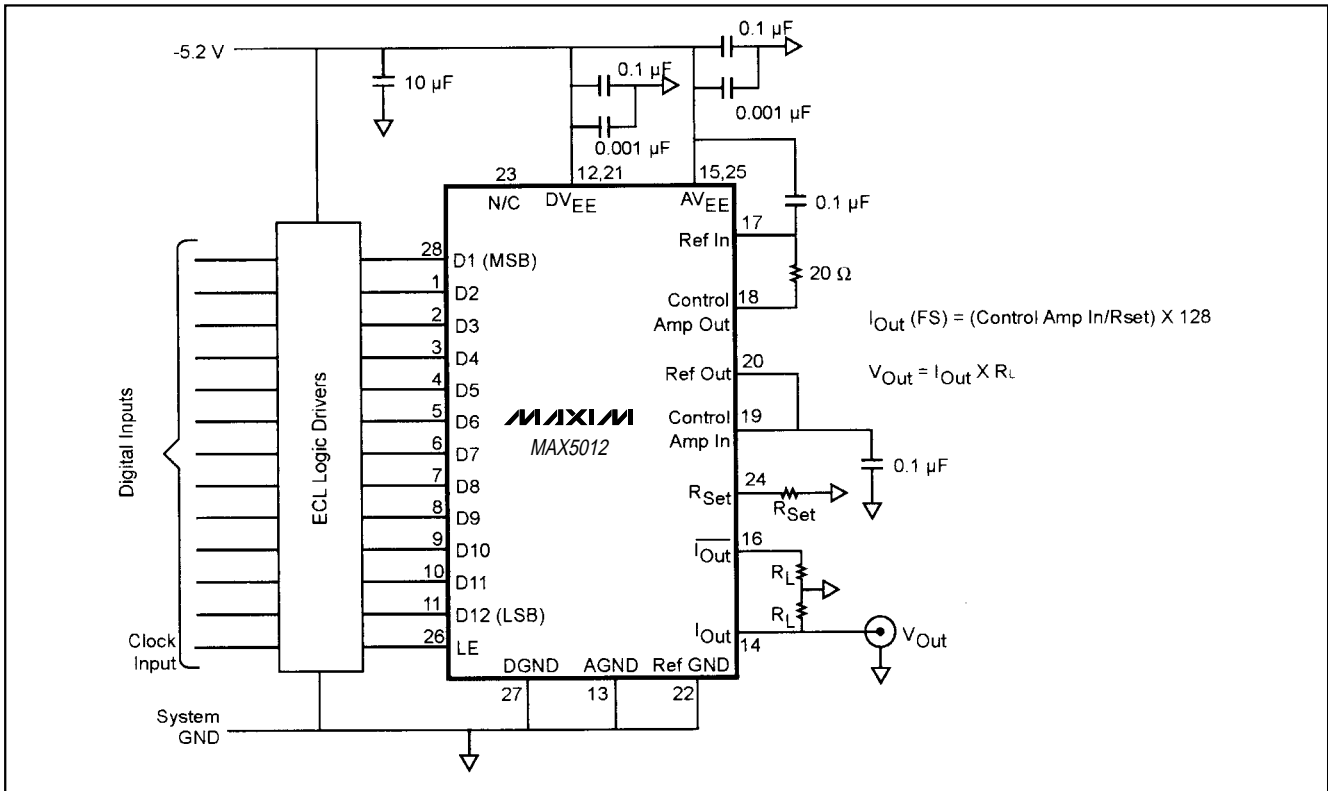 0.1 µF
-5.2 V
10 µF
0.1 µF
0.001 µF
0.001 µF
23
12,21
15,25
N/C
DVEE
AVEE
0.1 µF
17
Ref In
20 Ω
18
Control
Amp Out
IOut (FS) = (Control Amp In/Rset) X 128
VOut = IOut X RL
20
Ref Out
19
Control
Amp In
0.1 µF
24
RSet
RSet
16
IOut
RL
RL
IOut
14
VOut
MAXIM
MAX5012
Digital Inputs
ECL Logic Drivers
28
D1 (MSB)
1
D2
2
D3
3
D4
4
D5
5
D6
6
D7
7
D8
8
D9
9
D10
10
D11
11
D12 (LSB)
Clock
Input
26
LE
DGND
AGND
Ref GND
27
13
22
System
GND